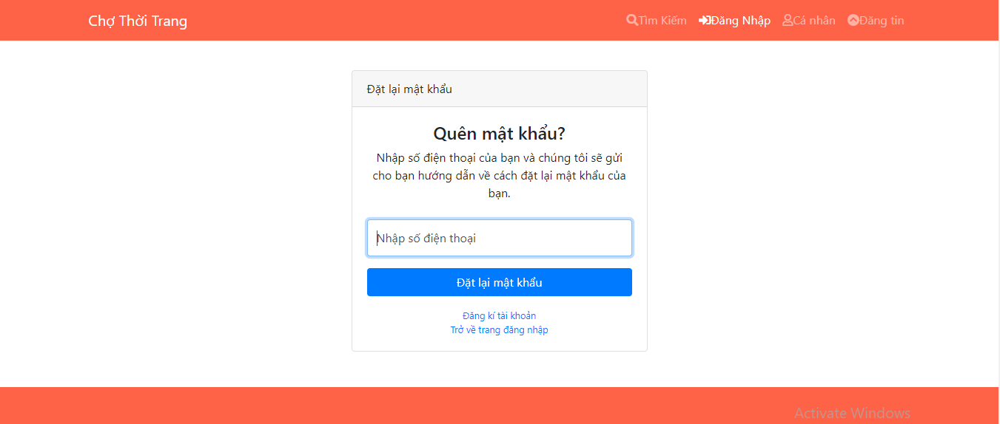 Chợ Thời Trang
Tìm Kiếm Đăng Nhập Cá nhân Đăng tin
Đặt lại mật khẩu
Quên mật khẩu?
Nhập số điện thoại của bạn và chúng tôi sẽ gửi
cho bạn hướng dẫn về cách đặt lại mật khẩu của
bạn.
Nhập số điện thoại
Đặt lại mật khẩu
Đăng kí tài khoản
Trở về trang đăng nhập
Activate Windows